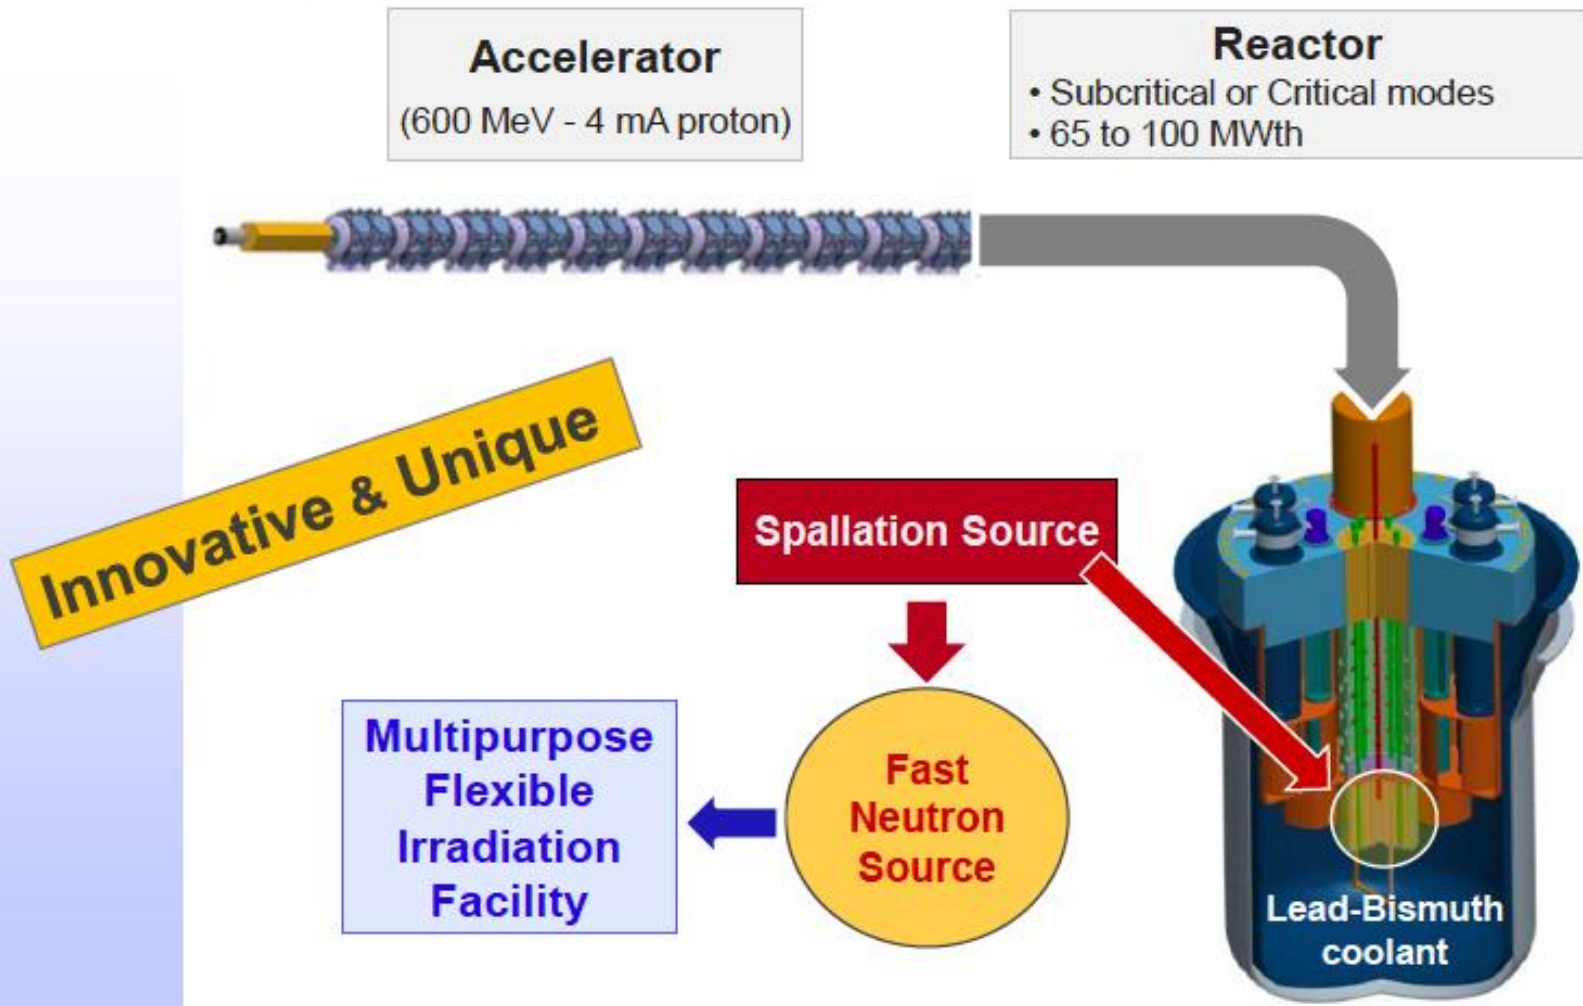 Accelerator
(600 MeV - 4 mA proton)
Reactor
• Subcritical or Critical modes
• 65 to 100 MWth
Innovative & Unique
Spallation Source
Multipurpose
Flexible
Irradiation
Facility
Fast
Neutron
Source
Lead-Bismuth
coolant